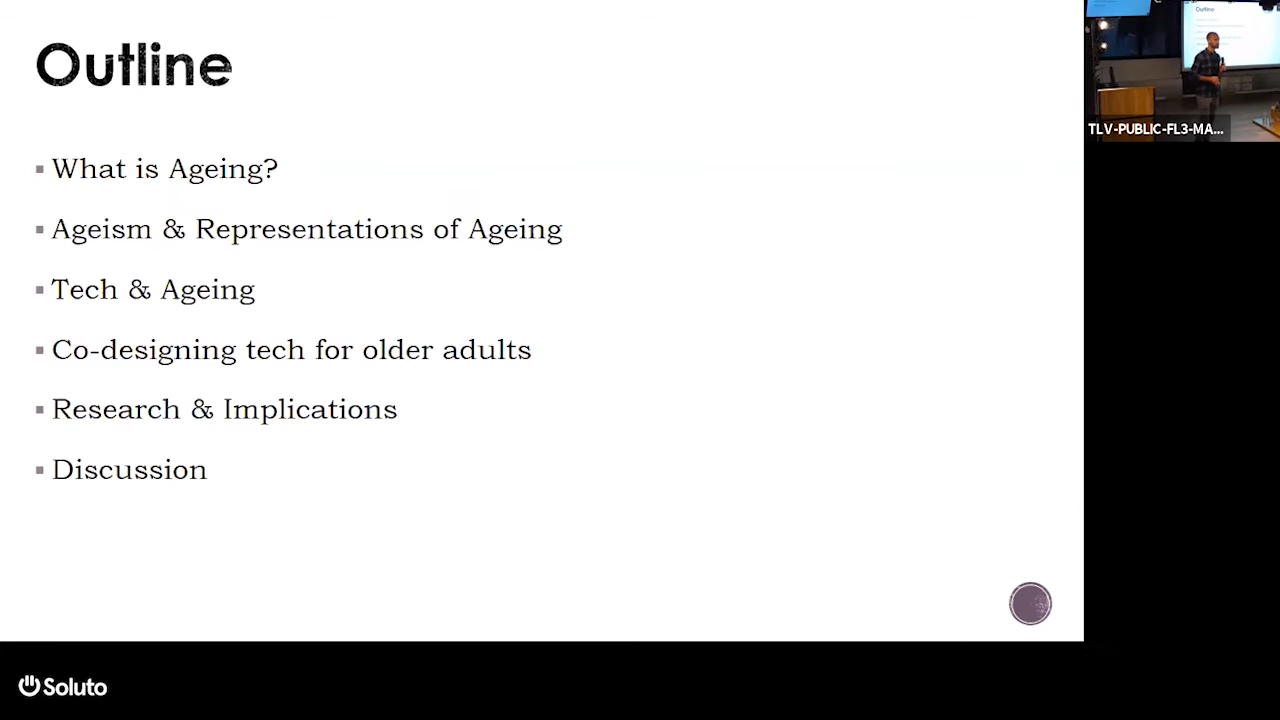 Outline
What is Ageing?
Ageism & Representations of Ageing
Tech & Ageing
Co-designing tech for older adults
Research & Implications
Discussion
Outline
TLV-PUBLIC-FL3-MA...
Soluto